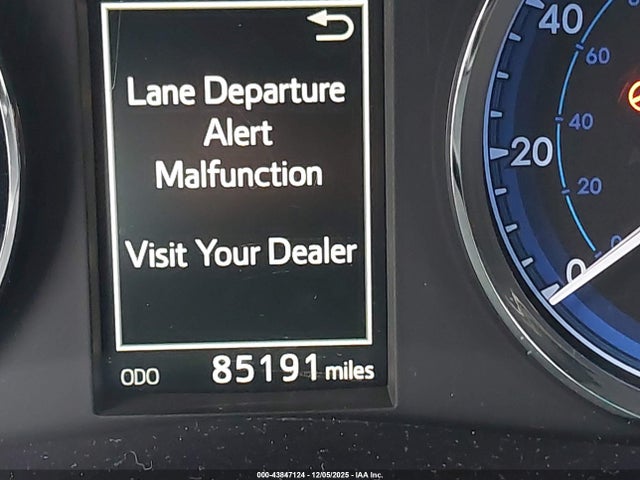 Lane Departure
Alert
Malfunction
Visit Your Dealer
ODO 85191 miles
40
60
40
20
20
0
0
000-43847124 - 12/05/2025 - IAA Inc.